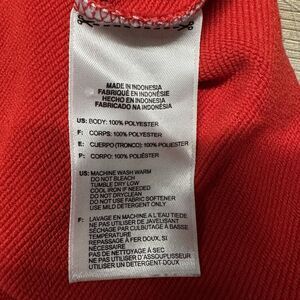 MADE IN INDONESIA
FABRIQUÉ EN INDONÉSIE
HECHO EN INDONESIA
FABRICADO NA INDONÉSIA
US: BODY: 100% POLYESTER
F: CORPS: 100% POLYESTER
E: CUERPO (TRONCO): 100% POLIÉSTER
P: CORPO: 100% POLIÉSTER
US: MACHINE WASH WARM
DO NOT BLEACH
TUMBLE DRY LOW
COOL IRON IF NEEDED
DO NOT DRYCLEAN
DO NOT USE FABRIC SOFTENER
USE MILD DETERGENT ONLY
F: LAVAGE EN MACHINE A L'EAU TIEDE
NE PAS UTILISER DE JAVELISANT
SÉCHAGE PAR CULBUTAGE À BASSE
TEMPÉRATURE
REPASSAGE À FER DOUX, SI
NÉCESSAIRE
PAS DE NETTOYAGE À SEC
NE PAS UTILISER D'ASSOUPLISSEUR
UTILISER UN DÉTERGENT DOUX